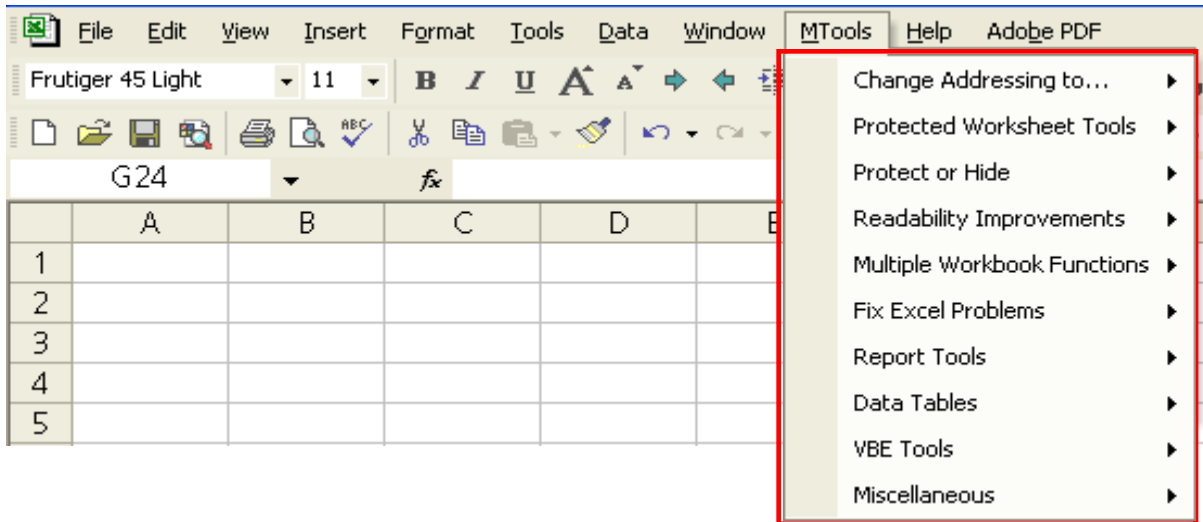 File Edit View Insert Format Tools Data Window MTools Help Adobe PDF
Frutiger 45 Light 11 B I U A A
ABC
G24 fx
A B C D E
1
2
3
4
5
Change Addressing to...
Protected Worksheet Tools
Protect or Hide
Readability Improvements
Multiple Workbook Functions
Fix Excel Problems
Report Tools
Data Tables
VBE Tools
Miscellaneous